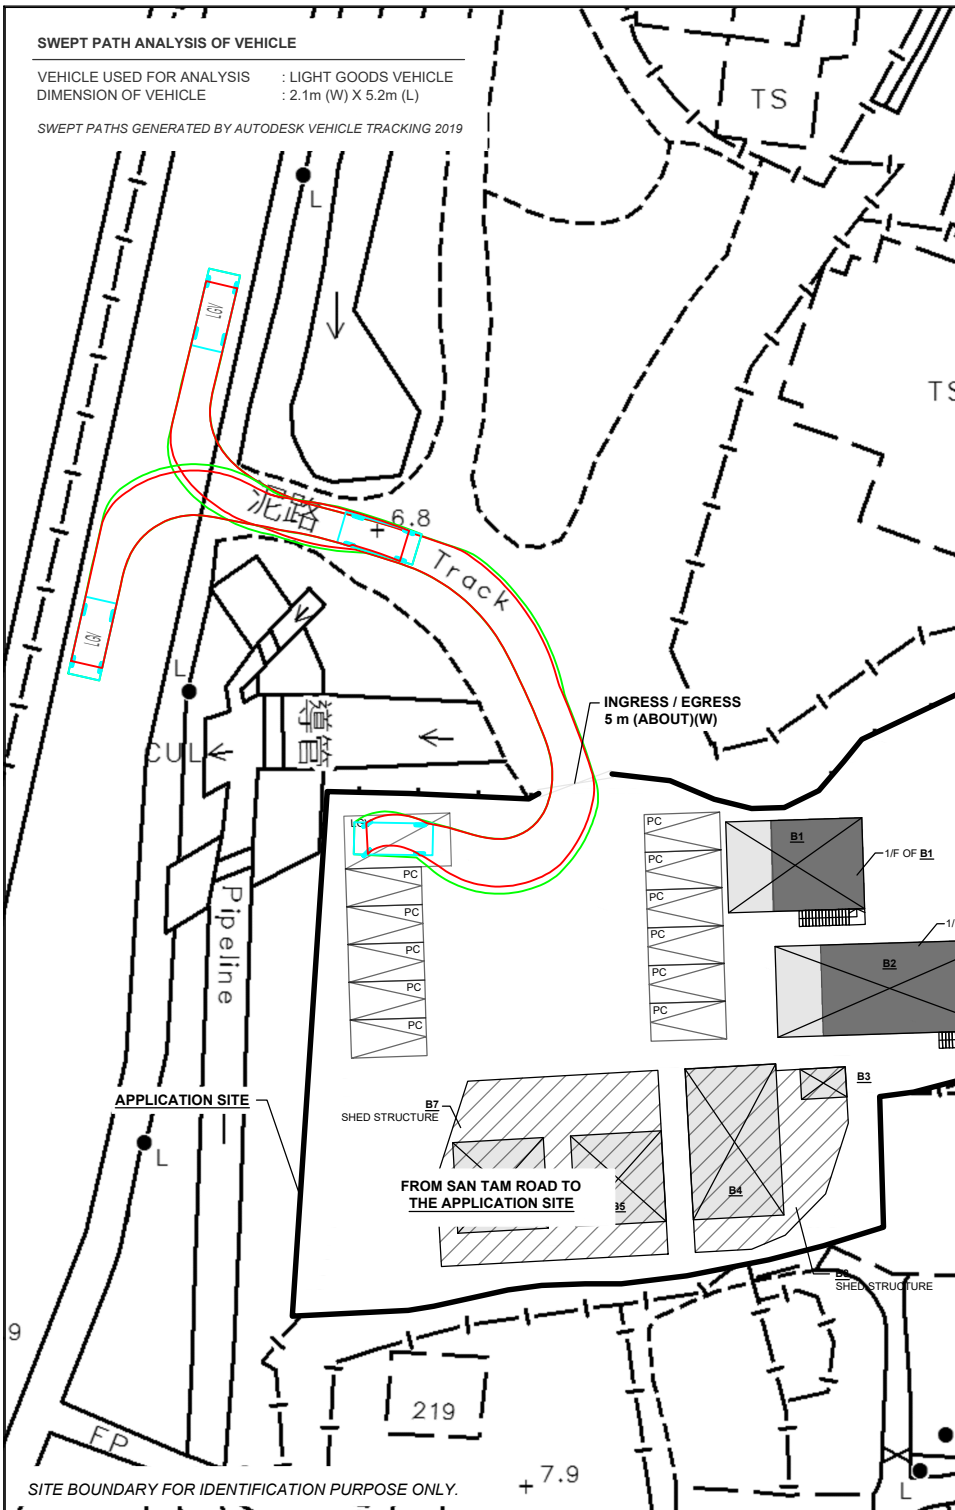 SWEPT PATH ANALYSIS OF VEHICLE
VEHICLE USED FOR ANALYSIS : LIGHT GOODS VEHICLE
DIMENSION OF VEHICLE : 2.1m (W) X 5.2m (L)
SWEPT PATHS GENERATED BY AUTODESK VEHICLE TRACKING 2019
TS
L
LGV
TS
泥路
6.8
Track
LGV
L
INGRESS / EGRESS
5 m (ABOUT)(W)
導管
CUL
LGV
PC
B1
1/F OF B1
PC
PC
PC
PC
PC
PC
PC
PC
PC
PC
1/
B2
Pipeline
APPLICATION SITE
B7
SHED STRUCTURE
B3
L
FROM SAN TAM ROAD TO
THE APPLICATION SITE
B4
B5
SHED STRUCTURE
9
219
FP
7.9
L
SITE BOUNDARY FOR IDENTIFICATION PURPOSE ONLY.